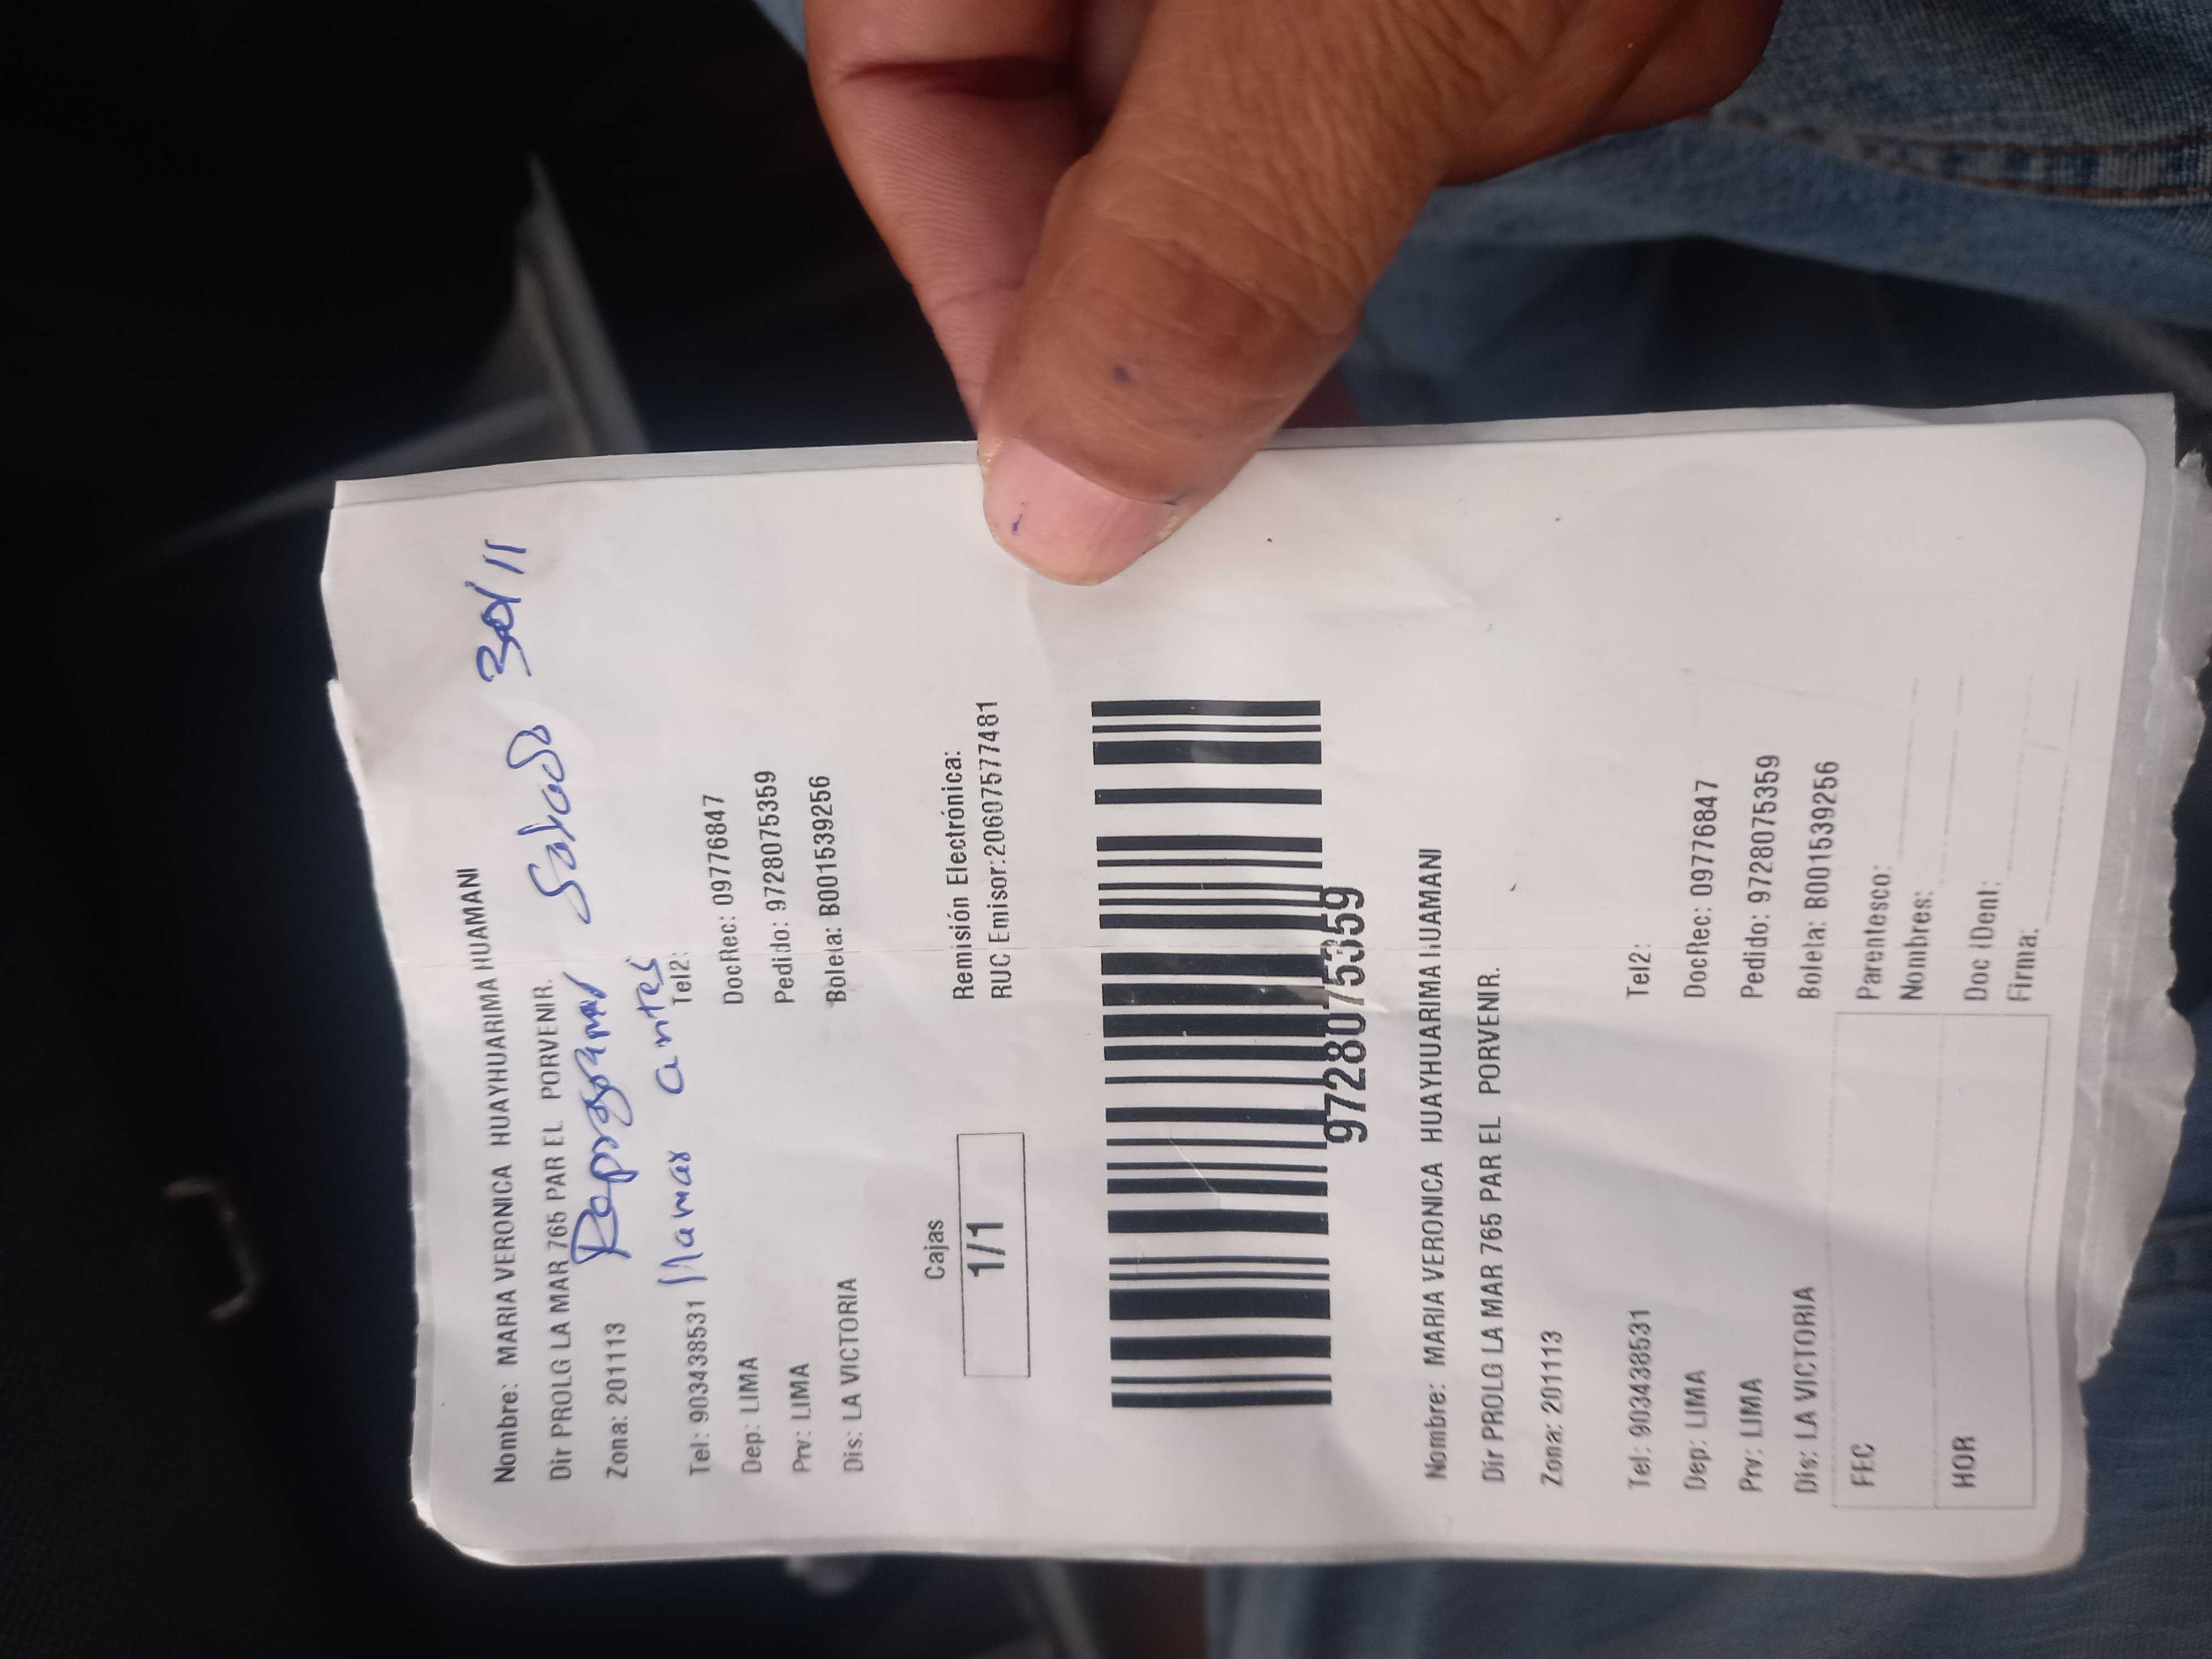 Nombre: MARIA VERONICA HUAYHUARIMA HUAMANI
Dir PROLG LA MAR 765 PAR EL PORVENIR.
Reprogramar Sabado 30/11
Zona: 201113
llamar antes
Tel: 903438531 Tel2:
Dep: LIMA DocRec: 09776847
Prv: LIMA Pedido: 9728075359
Dis: LA VICTORIA Boleta: B001539256
Cajas
1/1
Remisión Electrónica:
RUC Emisor:20607577481
9728075359
Nombre: MARIA VERONICA HUAYHUARIMA HUAMANI
Dir PROLG LA MAR 765 PAR EL PORVENIR.
Zona: 201113
Tel: 903438531 Tel2:
Dep: LIMA DocRec: 09776847
Prv: LIMA Pedido: 9728075359
Dis: LA VICTORIA Boleta: B001539256
FEC Parentesco:
Nombres:
HOR Doc iDent:
Firma: